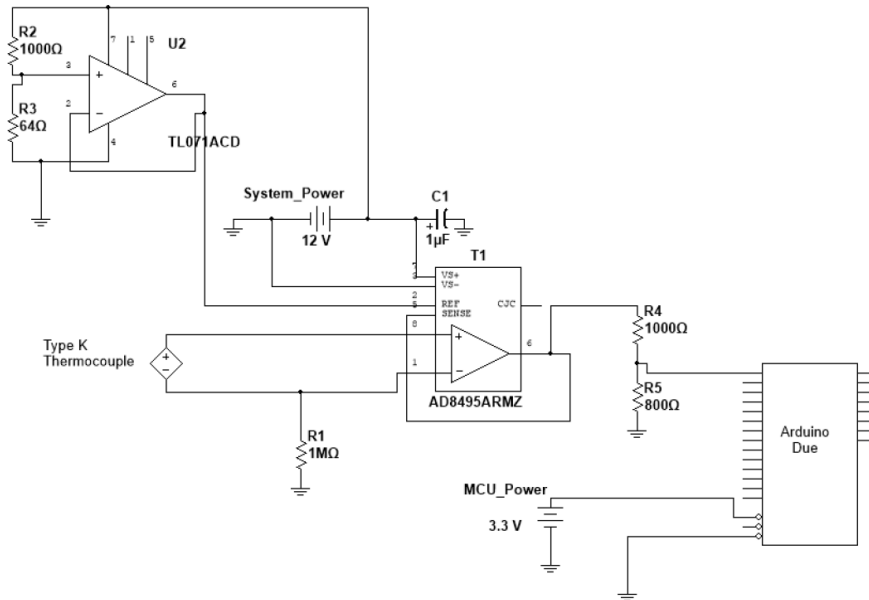 R2
1000Ω
7
1
5
U2
3
+
6
R3
64Ω
2
−
4
TL071ACD
System_Power
12 V
C1
+
1µF
T1
7
3
VS+
VS-
2
REF
CJC
5
SENSE
8
+
6
R4
1000Ω
Type K
Thermocouple
+
−
1
−
R5
800Ω
AD8495ARMZ
Arduino
Due
R1
1MΩ
MCU_Power
3.3 V